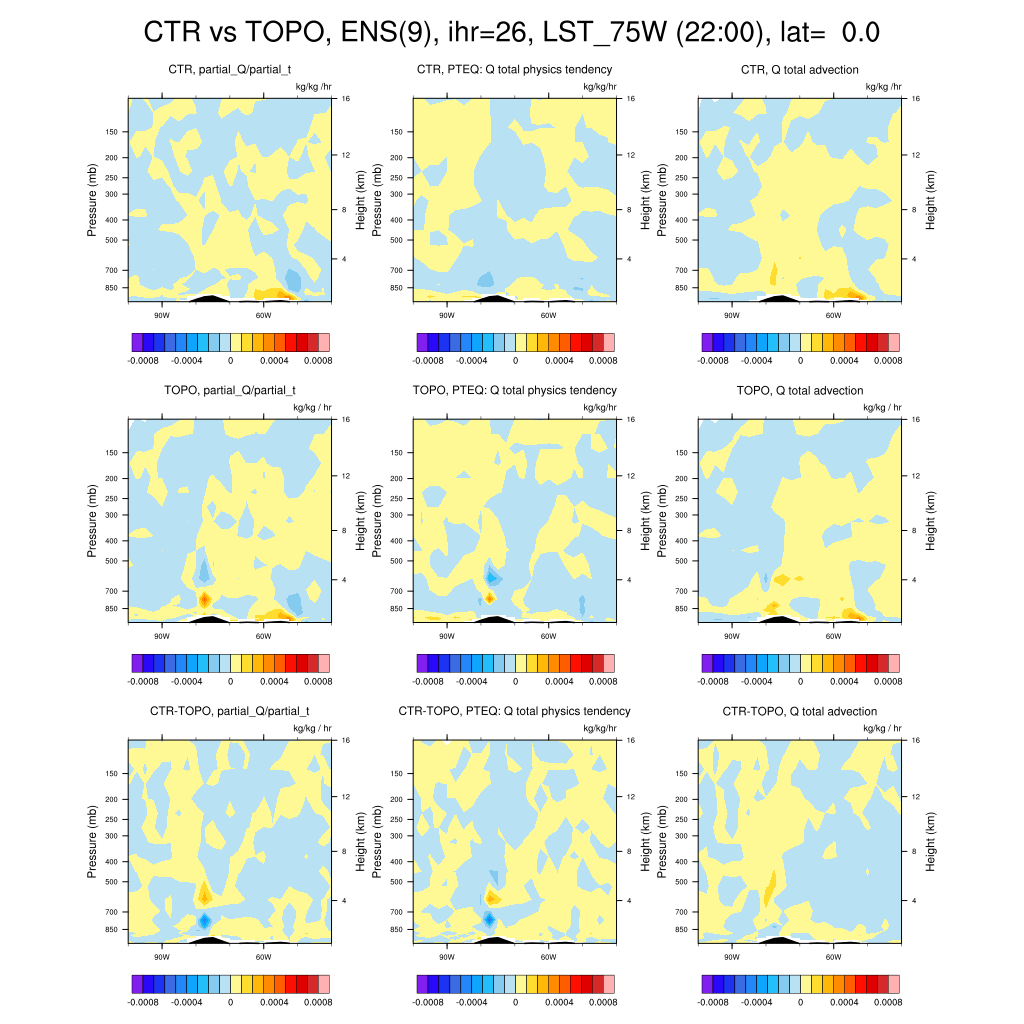 CTR vs TOPO, ENS(9), ihr=26, LST_75W (22:00), lat=  0.0
CTR, partial_Q/partial_t
kg/kg /hr
CTR, PTEQ: Q total physics tendency
kg/kg/hr
CTR, Q total advection
kg/kg /hr
Pressure (mb)
150
200
250
300
400
500
700
850
16
12
8
4
Height (km)
90W
60W
-0.0008 -0.0004 0 0.0004 0.0008
Pressure (mb)
150
200
250
300
400
500
700
850
16
12
8
4
Height (km)
90W
60W
-0.0008 -0.0004 0 0.0004 0.0008
Pressure (mb)
150
200
250
300
400
500
700
850
16
12
8
4
Height (km)
90W
60W
-0.0008 -0.0004 0 0.0004 0.0008
TOPO, partial_Q/partial_t
kg/kg / hr
TOPO, PTEQ: Q total physics tendency
kg/kg/hr
TOPO, Q total advection
kg/kg / hr
Pressure (mb)
150
200
250
300
400
500
700
850
16
12
8
4
Height (km)
90W
60W
-0.0008 -0.0004 0 0.0004 0.0008
Pressure (mb)
150
200
250
300
400
500
700
850
16
12
8
4
Height (km)
90W
60W
-0.0008 -0.0004 0 0.0004 0.0008
Pressure (mb)
150
200
250
300
400
500
700
850
16
12
8
4
Height (km)
90W
60W
-0.0008 -0.0004 0 0.0004 0.0008
CTR-TOPO, partial_Q/partial_t
kg/kg / hr
CTR-TOPO, PTEQ: Q total physics tendency
kg/kg/hr
CTR-TOPO, Q total advection
kg/kg / hr
Pressure (mb)
150
200
250
300
400
500
700
850
16
12
8
4
Height (km)
90W
60W
-0.0008 -0.0004 0 0.0004 0.0008
Pressure (mb)
150
200
250
300
400
500
700
850
16
12
8
4
Height (km)
90W
60W
-0.0008 -0.0004 0 0.0004 0.0008
Pressure (mb)
150
200
250
300
400
500
700
850
16
12
8
4
Height (km)
90W
60W
-0.0008 -0.0004 0 0.0004 0.0008